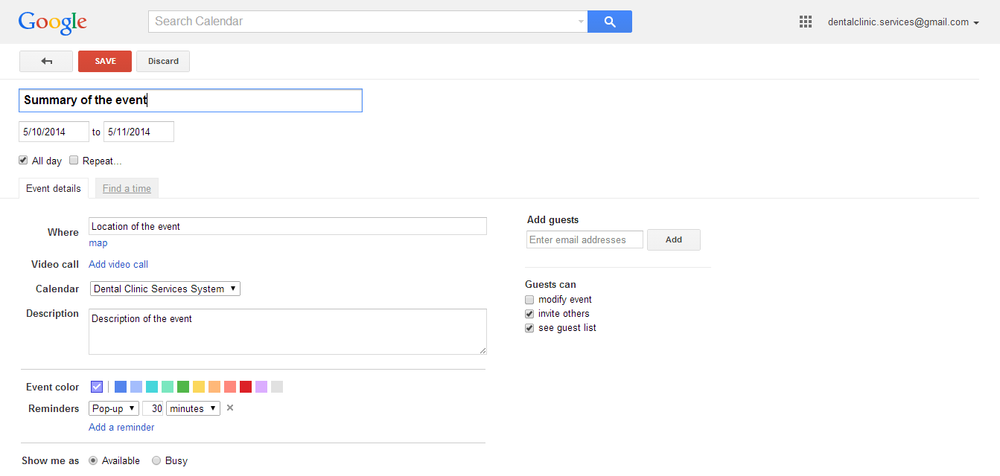 Google Search Calendar dentalclinic.services@gmail.com
SAVE Discard
Summary of the event
5/10/2014 to 5/11/2014
All day Repeat...
Event details Find a time
Where Location of the event
map
Video call Add video call
Calendar Dental Clinic Services System
Description Description of the event
Event color
Reminders Pop-up 30 minutes
Add a reminder
Show me as Available Busy
Add guests
Enter email addresses Add
Guests can
modify event
invite others
see guest list